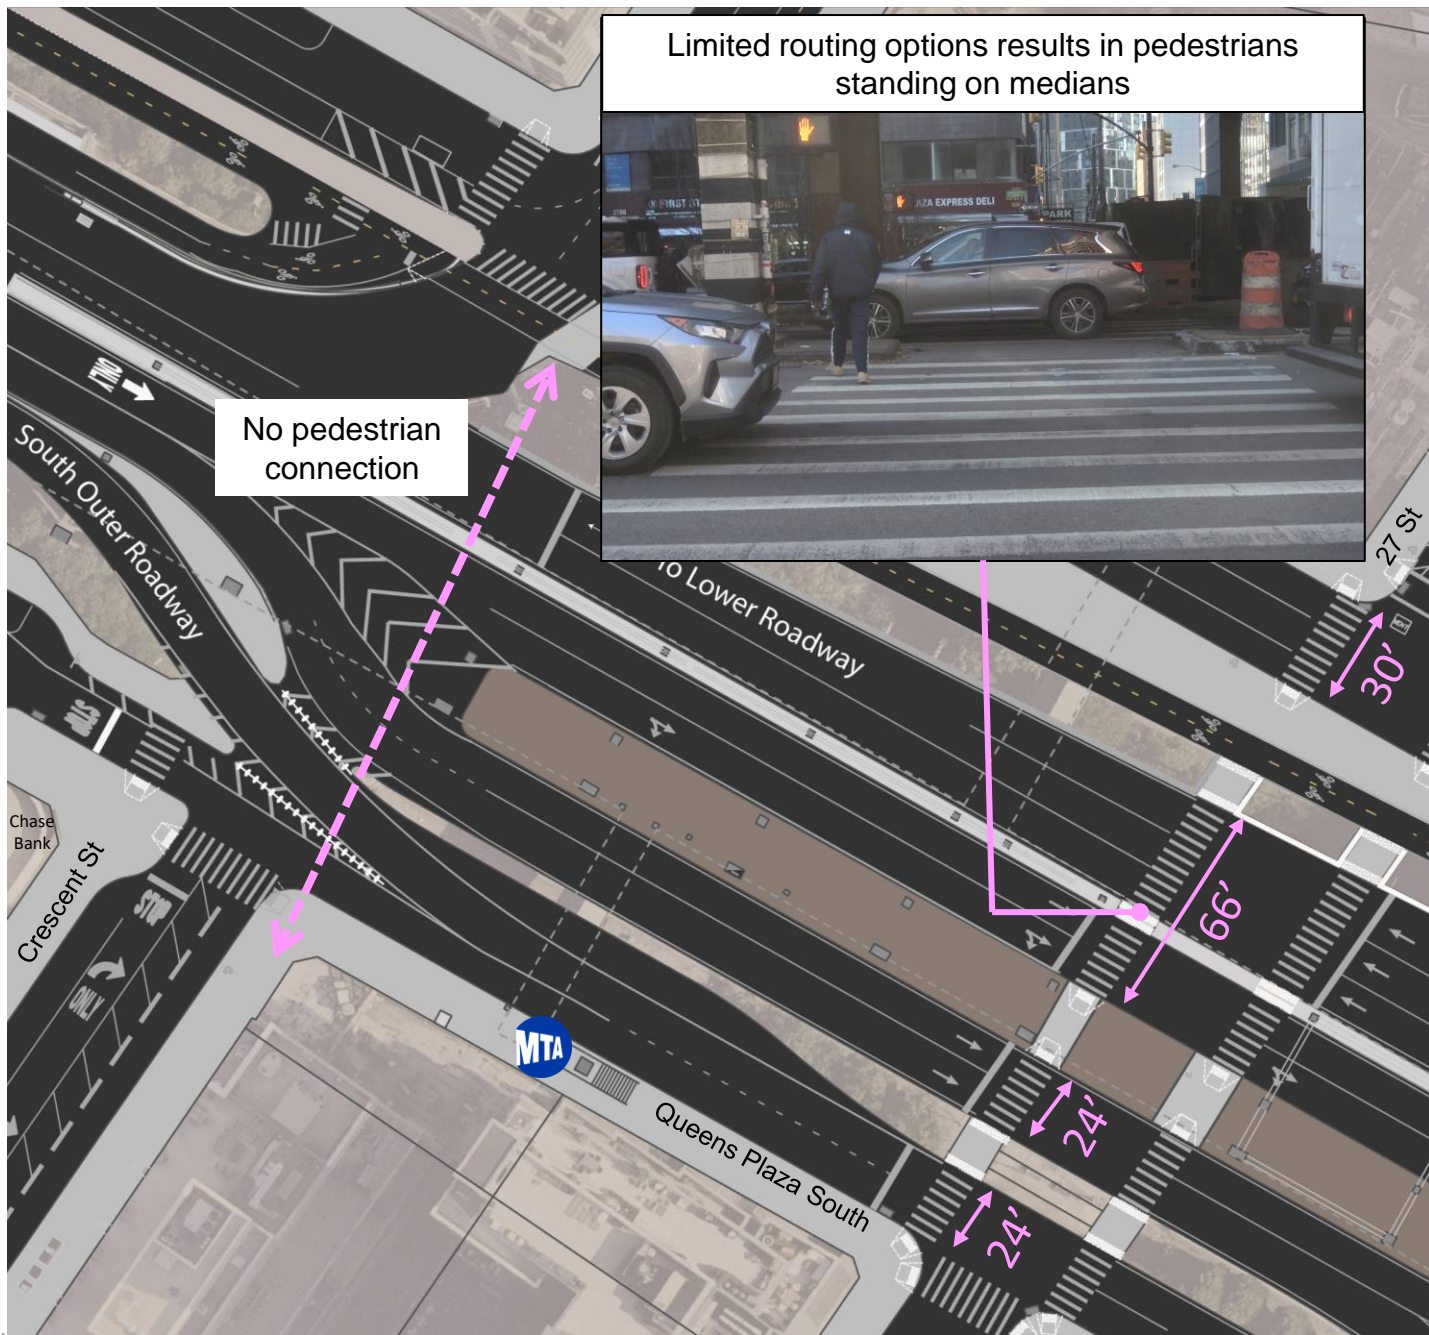 Limited routing options results in pedestrians
standing on medians
AZA EXPRESS DELI
PARK
No pedestrian
connection
ONLY
South Outer Roadway
To Lower Roadway
27 St
30'
66'
24'
24'
STOP
Chase
Bank
Crescent St
STOP
ONLY
MTA
Queens Plaza South